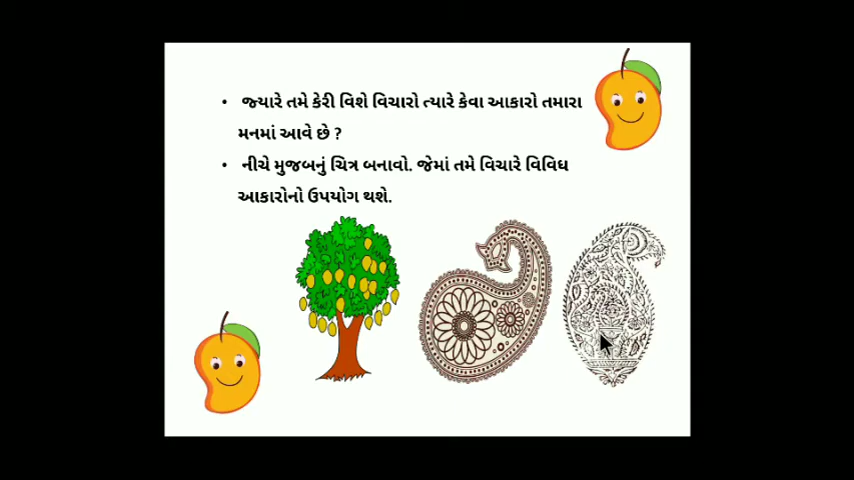 • જ્યારે તમે કેરી વિશે વિચારો ત્યારે કેવા આકારો તમારા
મનમાં આવે છે ?
• નીચે મુજબનું ચિત્ર બનાવો. જેમાં તમે વિચારે વિવિધ
આકારોનો ઉપયોગ થશે.